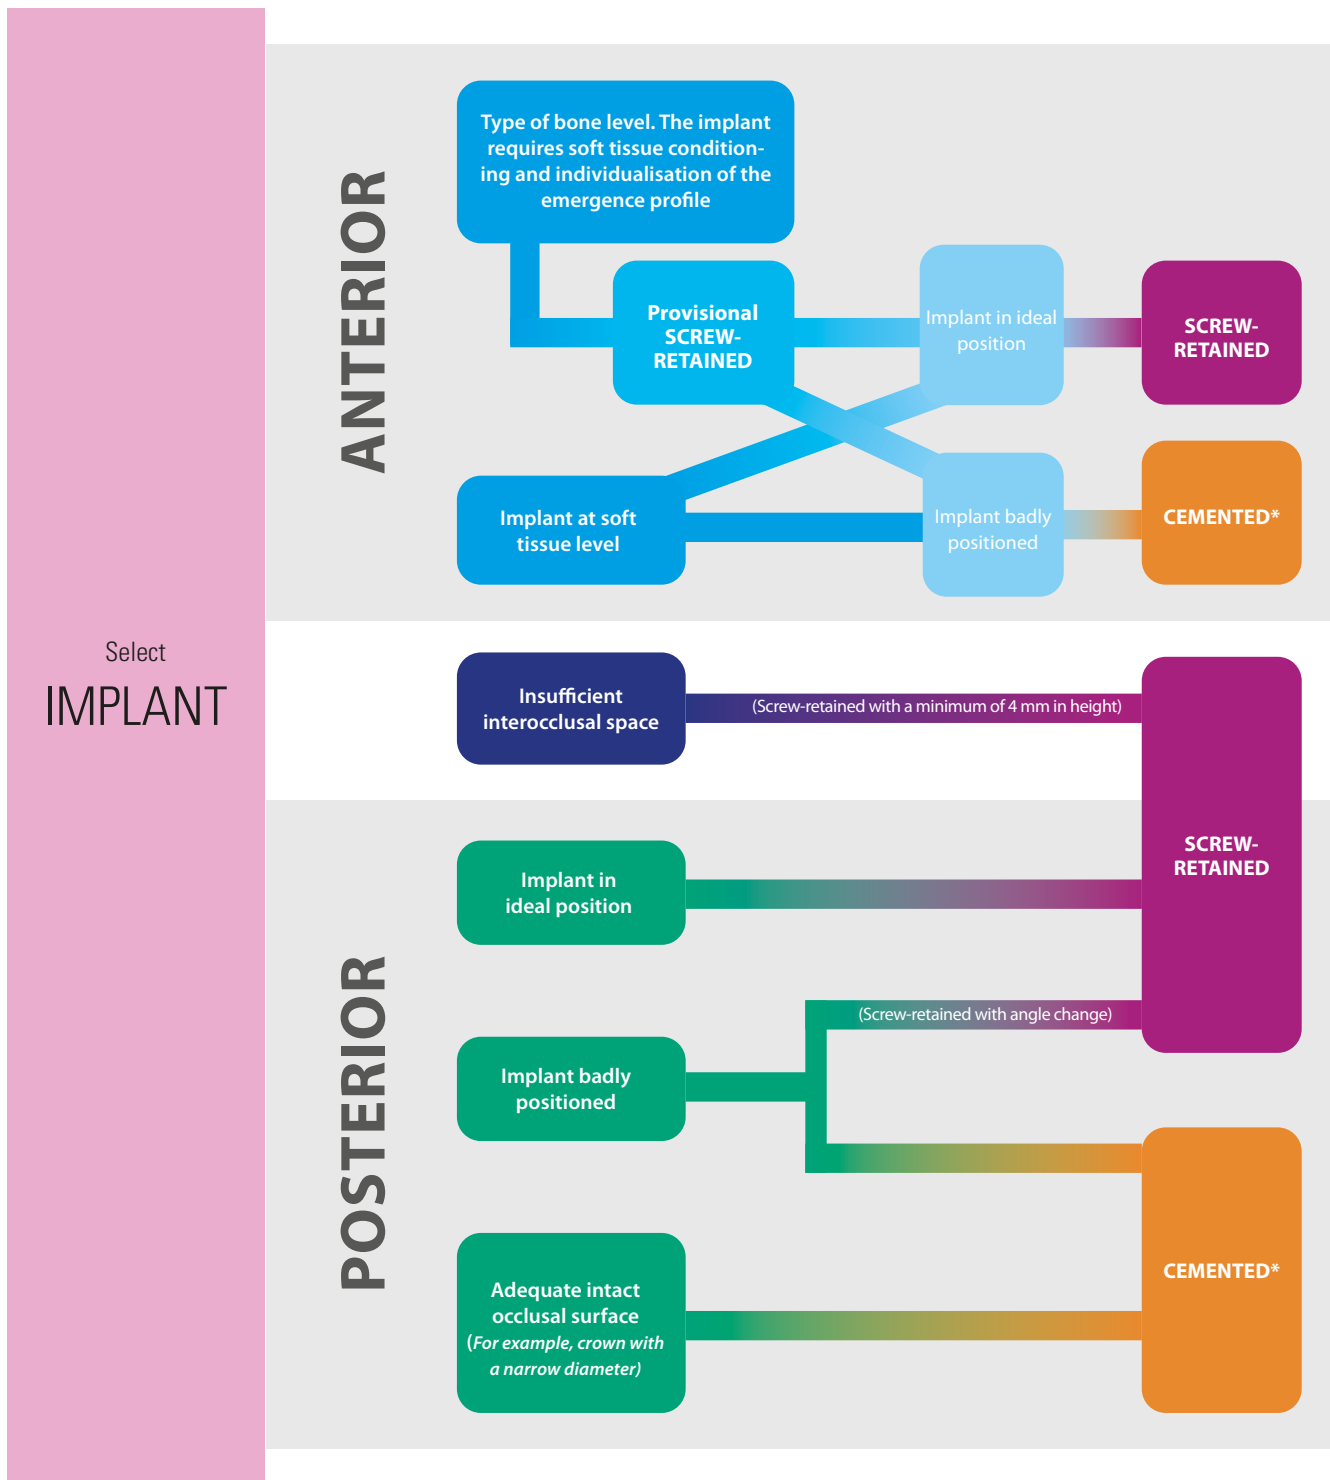 Select
IMPLANT
ANTERIOR
Type of bone level. The implant
requires soft tissue condition-
ing and individualisation of the
emergence profile
Provisional
SCREW-
RETAINED
Implant in ideal
position
SCREW-
RETAINED
Implant at soft
tissue level
Implant badly
positioned
CEMENTED*
Insufficient
interocclusal space
(Screw-retained with a minimum of 4 mm in height)
SCREW-
RETAINED
POSTERIOR
Implant in
ideal position
Implant badly
positioned
(Screw-retained with angle change)
Adequate intact
occlusal surface
(For example, crown with
a narrow diameter)
CEMENTED*